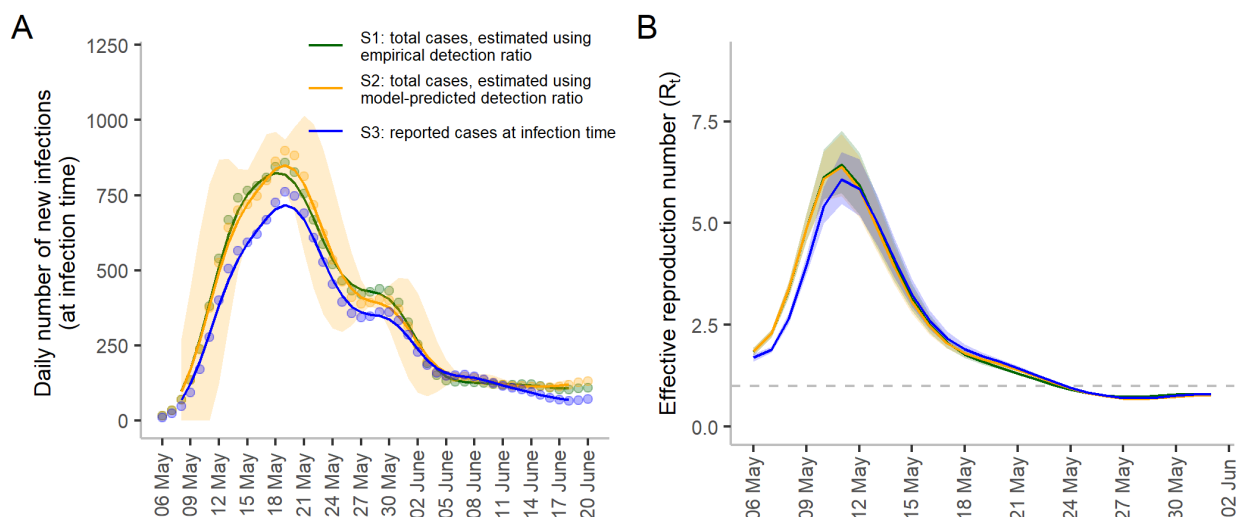 A
Daily number of new infections
(at infection time)
1250
1000
750
500
250
0
S1: total cases, estimated using
empirical detection ratio
S2: total cases, estimated using
model-predicted detection ratio
S3: reported cases at infection time
06 May
09 May
12 May
15 May
18 May
21 May
24 May
27 May
30 May
02 June
05 June
08 June
11 June
14 June
17 June
20 June
B
Effective reproduction number (Rt)
7.5
5.0
2.5
0.0
06 May
09 May
12 May
15 May
18 May
21 May
24 May
27 May
30 May
02 Jun